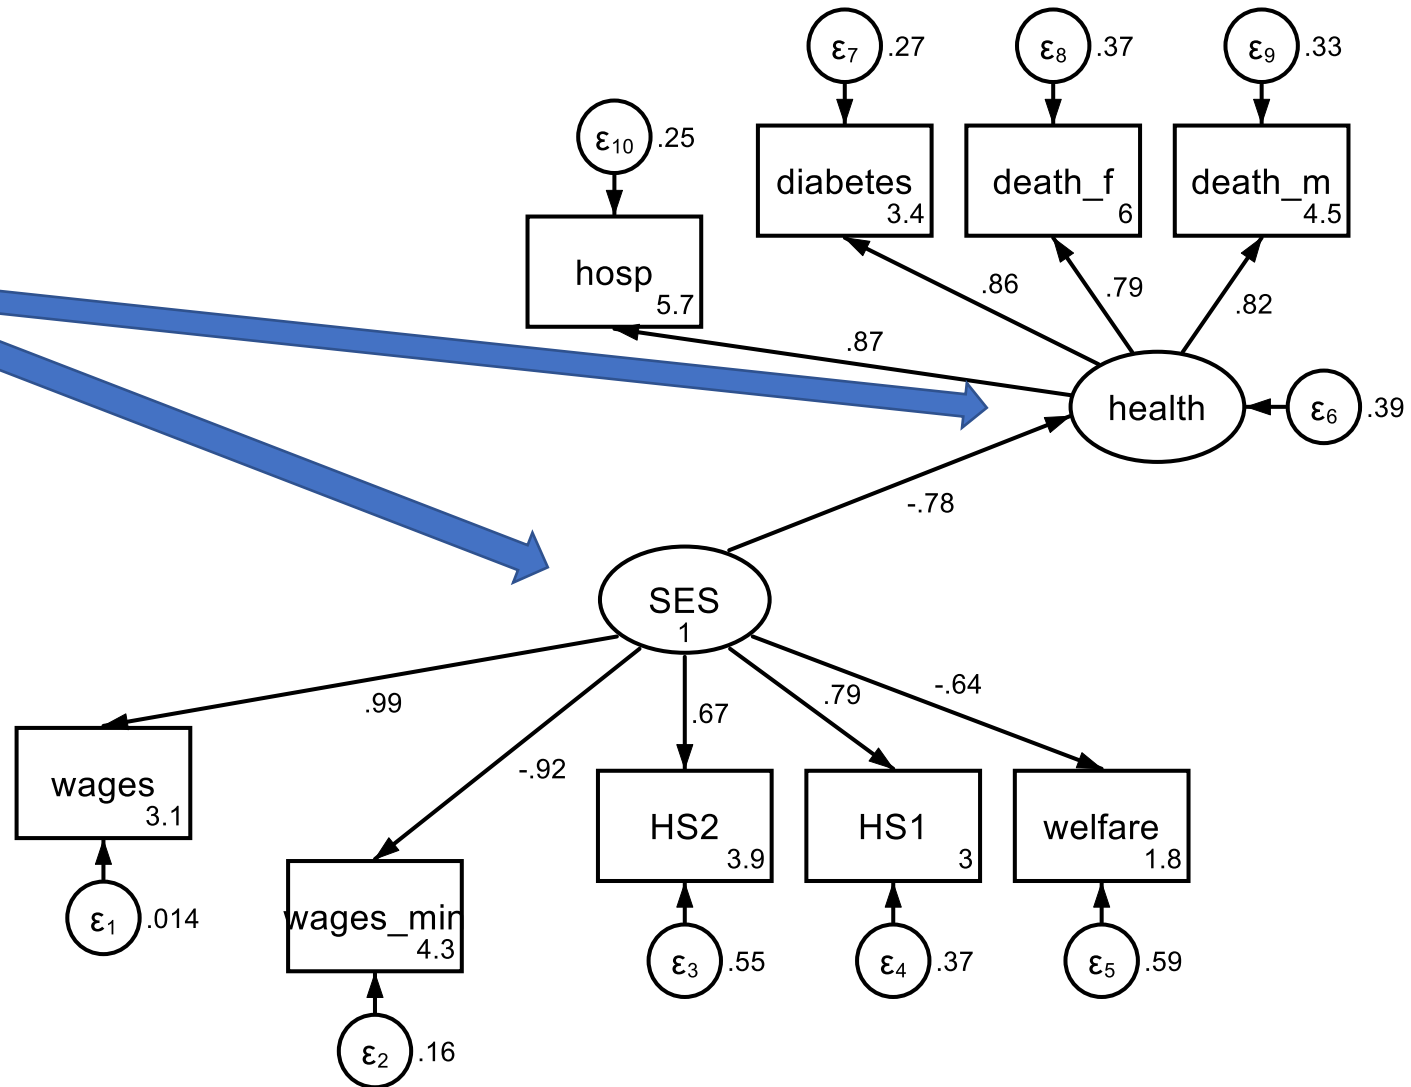 ε7 .27
ε8 .37
ε9 .33
ε10 .25
diabetes
3.4
death_f
6
death_m
4.5
hosp
5.7
.86
.79
.82
.87
health
ε6 .39
-.78
SES
1
.99
-.92
.67
.79
-.64
wages
3.1
HS2
3.9
HS1
3
welfare
1.8
wages_min
4.3
ε1 .014
ε3 .55
ε4 .37
ε5 .59
ε2 .16